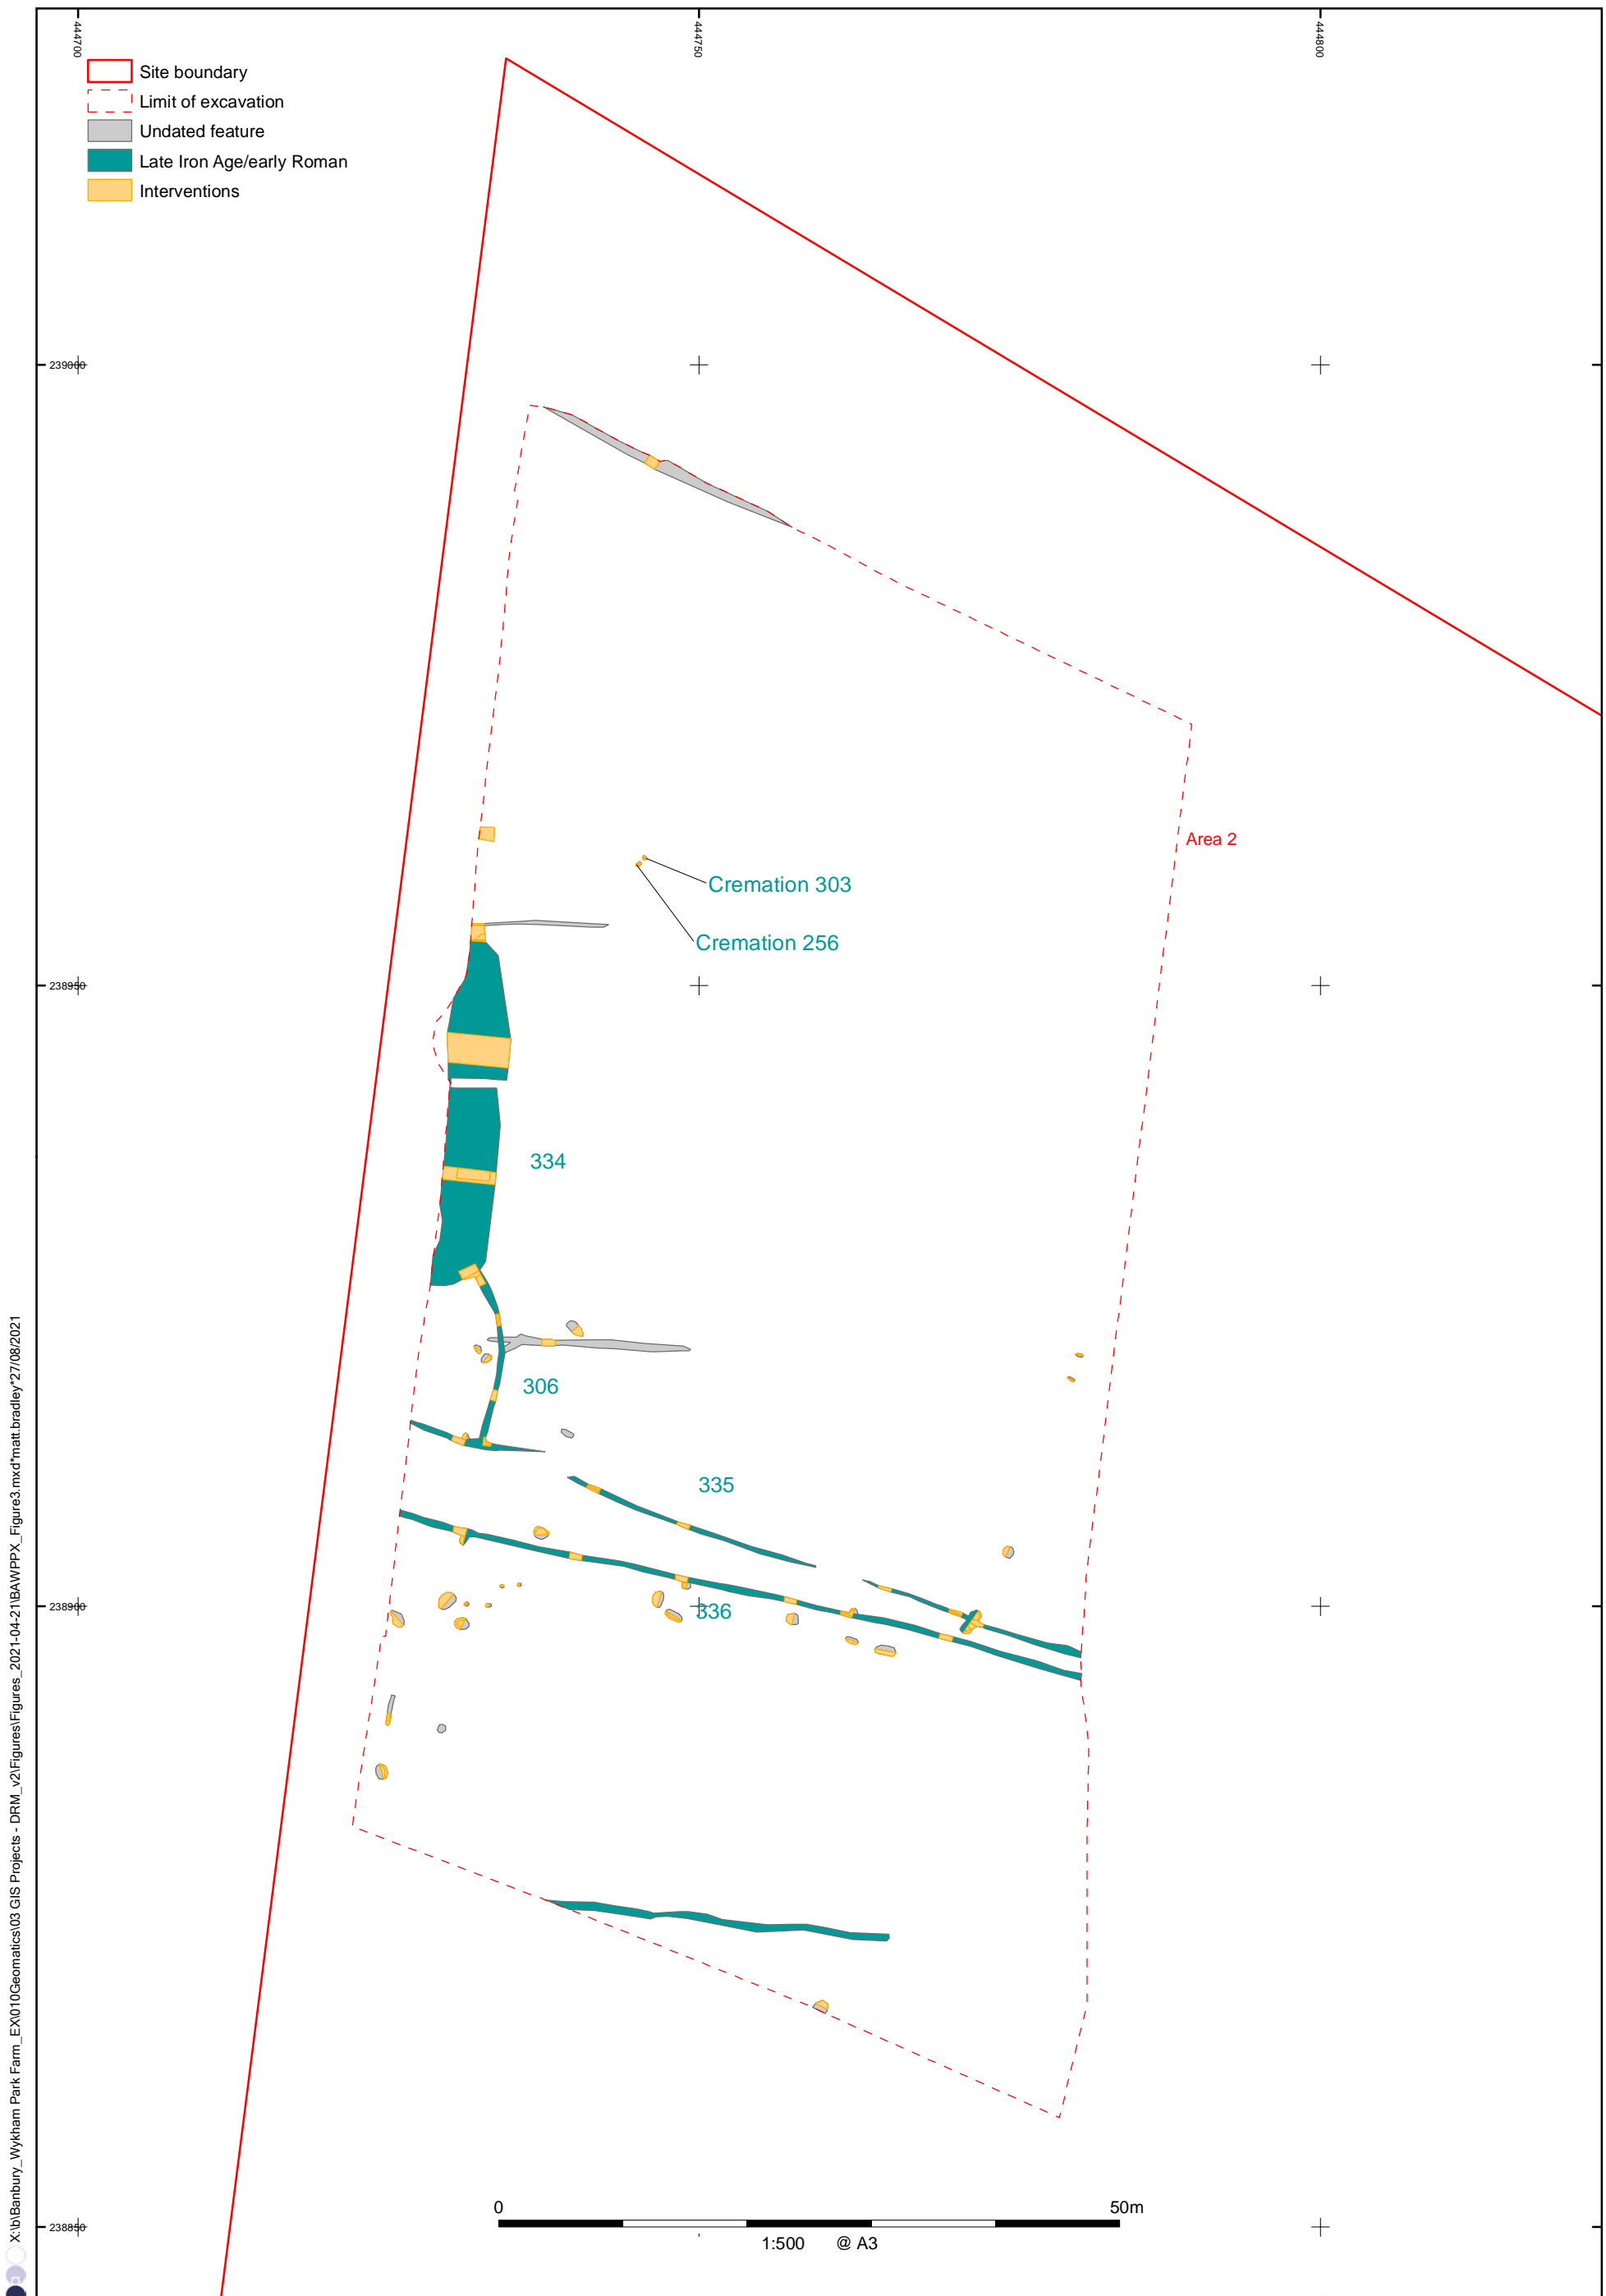 444700
444750
444800
Site boundary
Limit of excavation
Undated feature
Late Iron Age/early Roman
Interventions
239000
Area 2
Cremation 303
Cremation 256
238950
334
306
335
238900
336
0
50m
238850
1:500 @ A3
X:\b\Banbury_Wykham Park Farm_EX\010Geomatics\03 GIS Projects - DRM_v2\Figures\Figures_2021-04-21\BAWPPX_Figure3.mxd*matt.bradley*27/08/2021